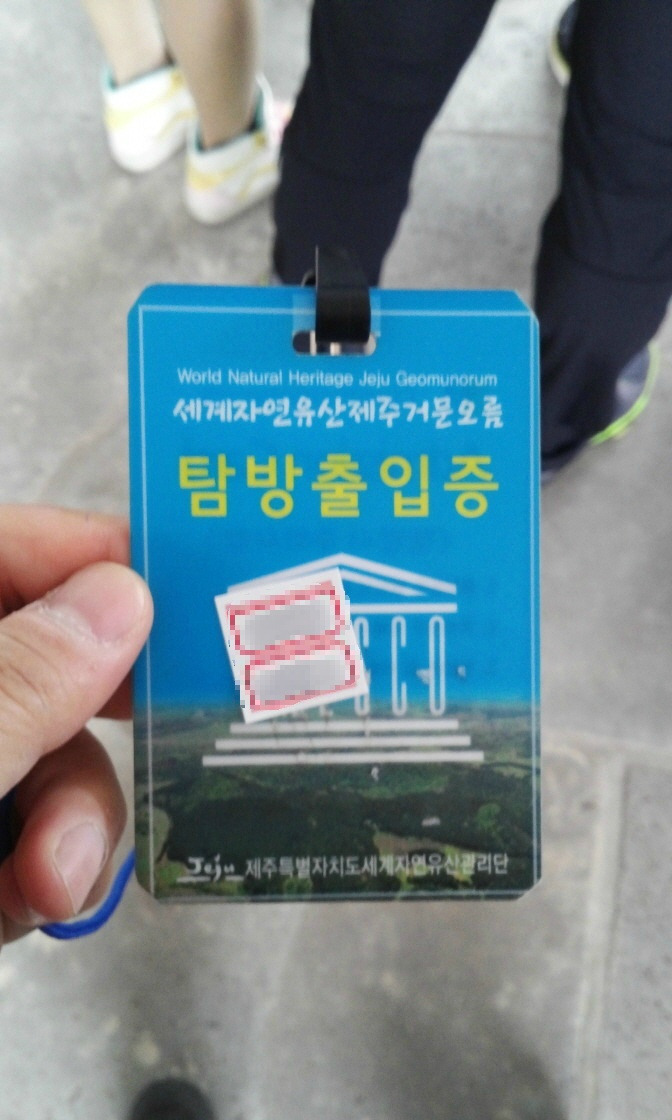 World Natural Heritage Jeju Geomunorum
세계자연유산제주거문오름
탐방출입증
Jeju 제주특별자치도세계자연유산관리단